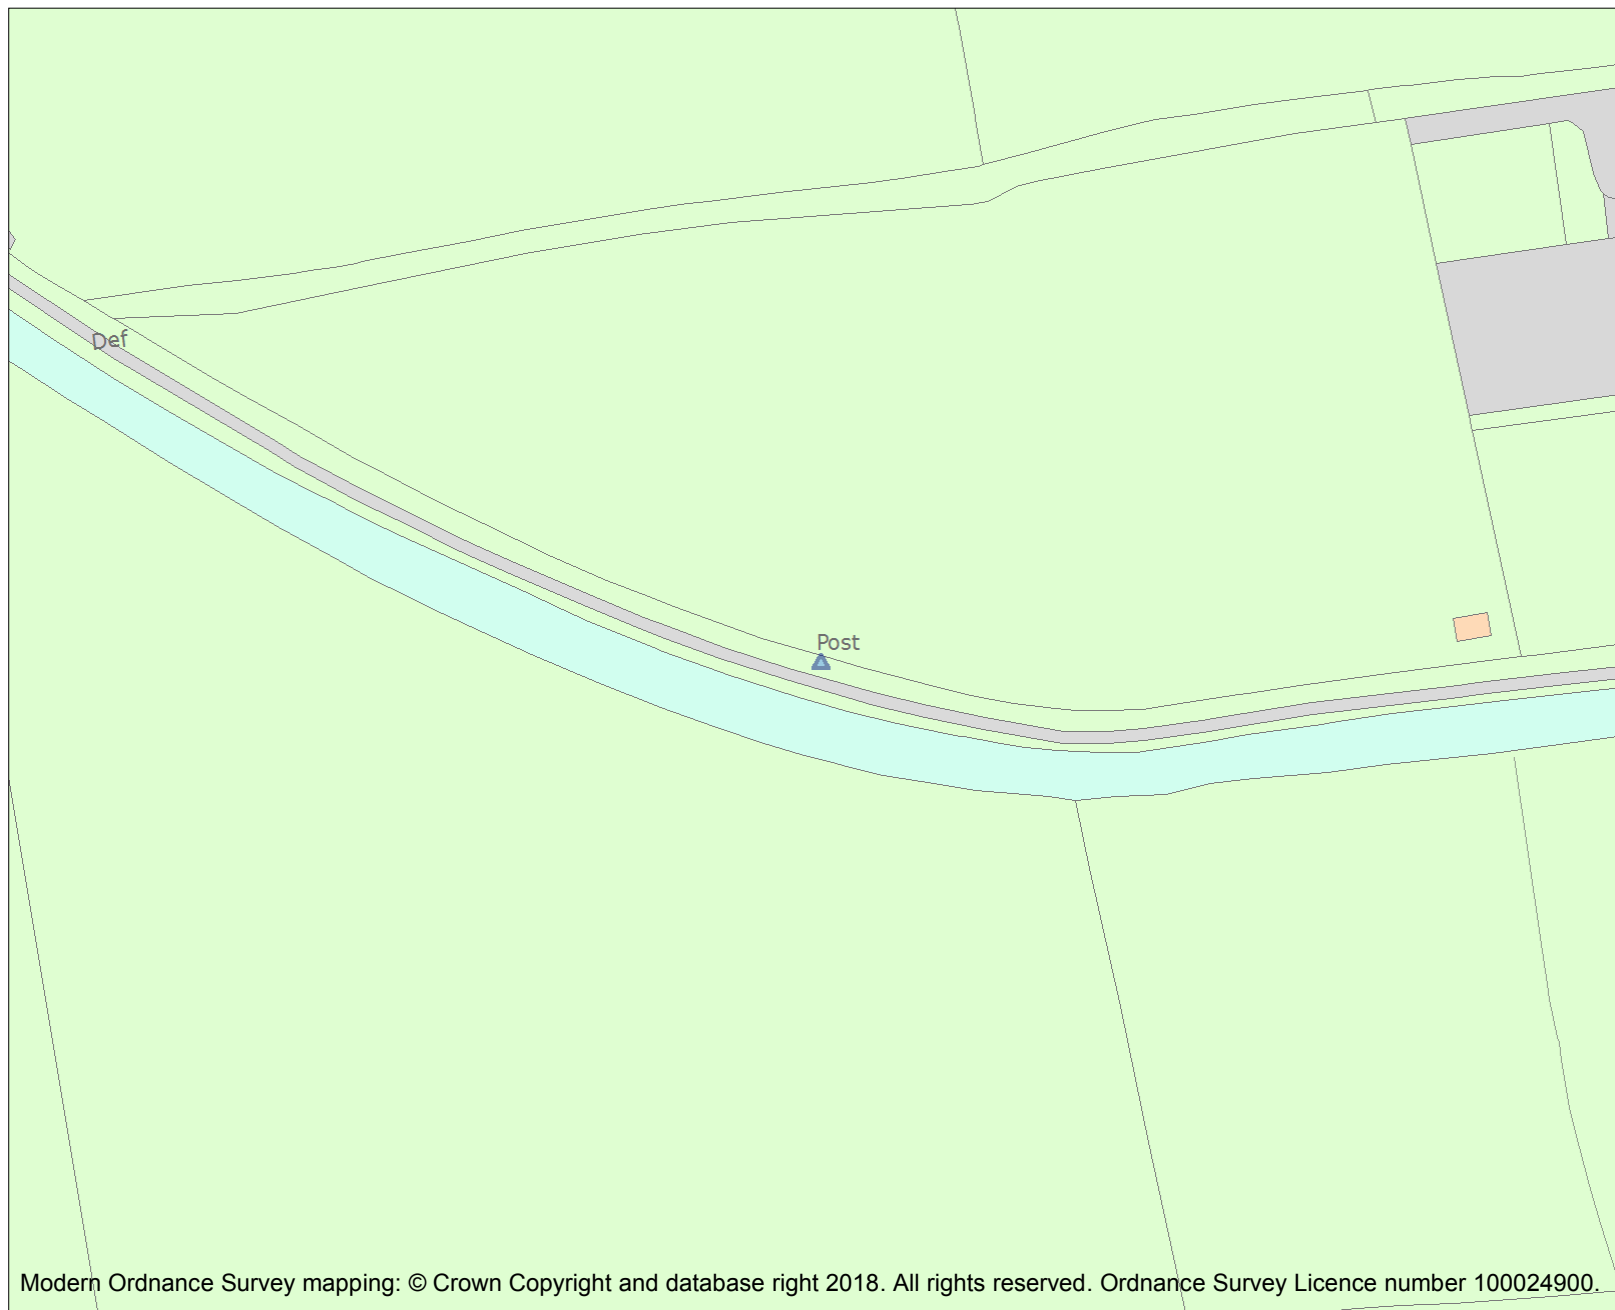 Def
Post
Modern Ordnance Survey mapping: © Crown Copyright and database right 2018. All rights reserved. Ordnance Survey Licence number 100024900.